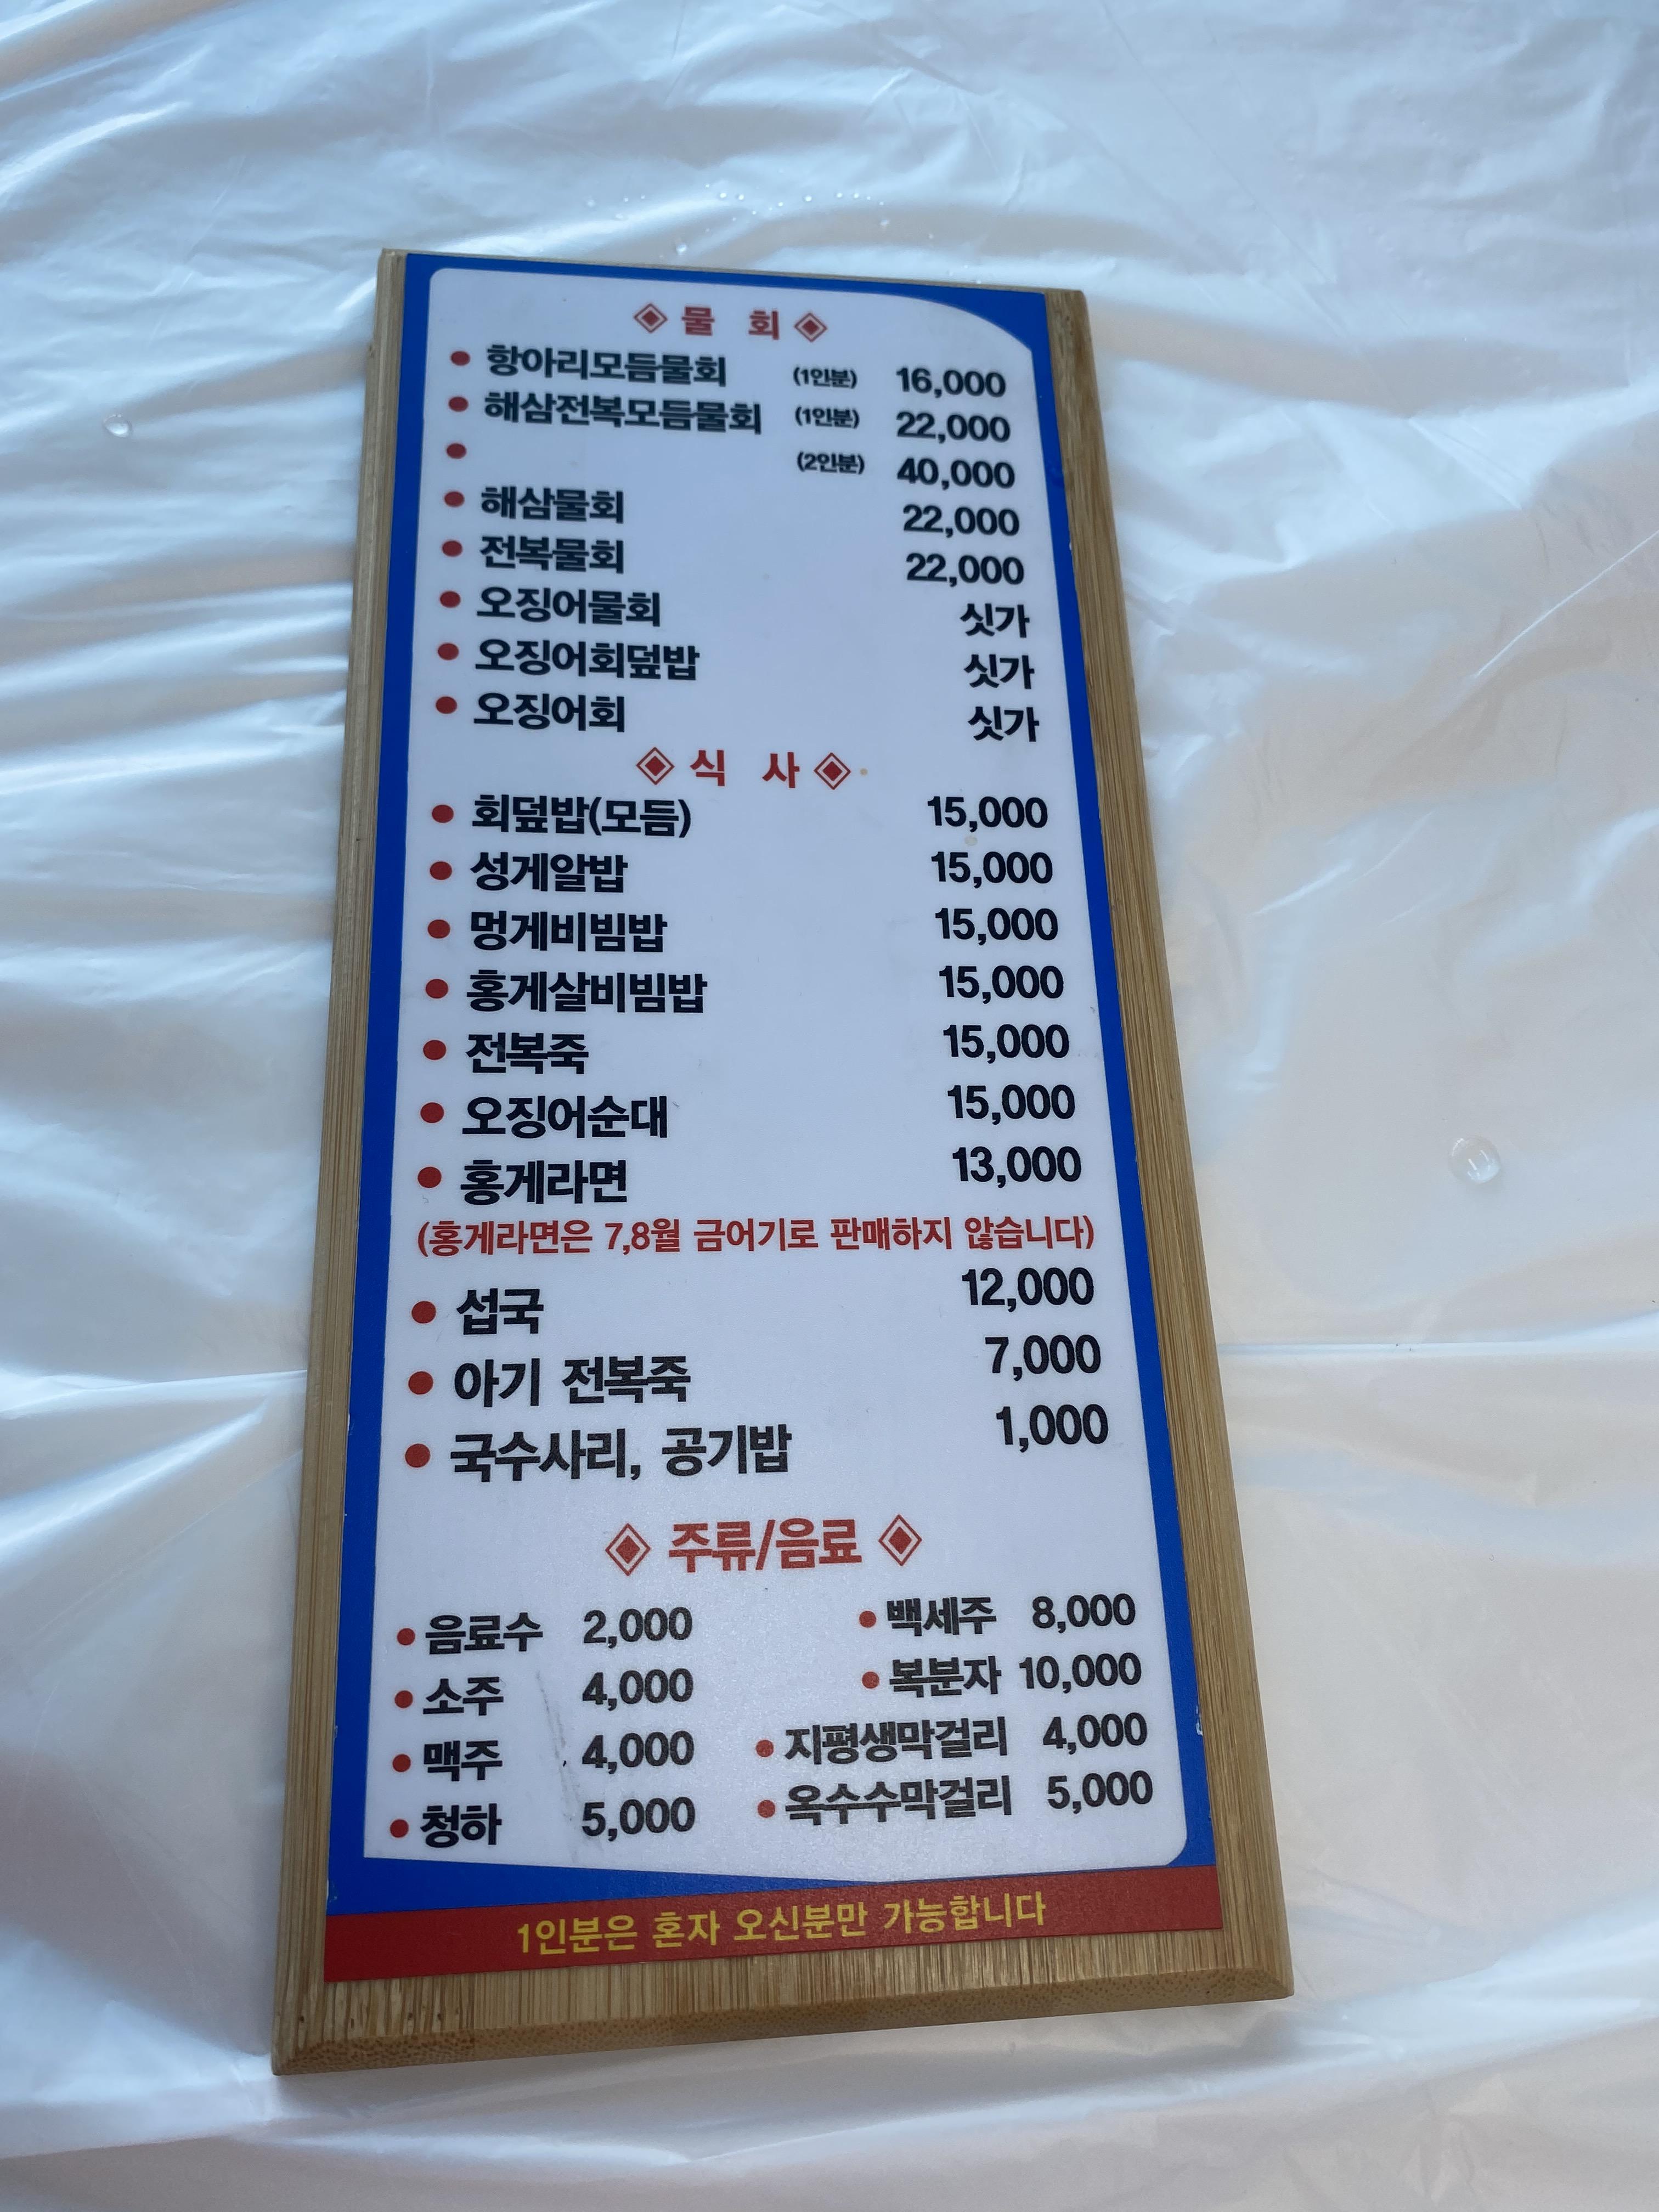 물 회
항아리모듬물회 (1인분) 16,000
해삼전복모듬물회 (1인분) 22,000
(2인분) 40,000
해삼물회 22,000
전복물회 22,000
오징어물회 싯가
오징어회덮밥 싯가
오징어회 싯가
식 사
회덮밥(모듬) 15,000
성게알밥 15,000
멍게비빔밥 15,000
홍게살비빔밥 15,000
전복죽 15,000
오징어순대 15,000
홍게라면 13,000
(홍게라면은 7,8월 금어기로 판매하지 않습니다)
섭국 12,000
아기 전복죽 7,000
국수사리, 공기밥 1,000
주류/음료
음료수 2,000
소주 4,000
맥주 4,000
청하 5,000
백세주 8,000
복분자 10,000
지평생막걸리 4,000
옥수수막걸리 5,000
1인분은 혼자 오신분만 가능합니다